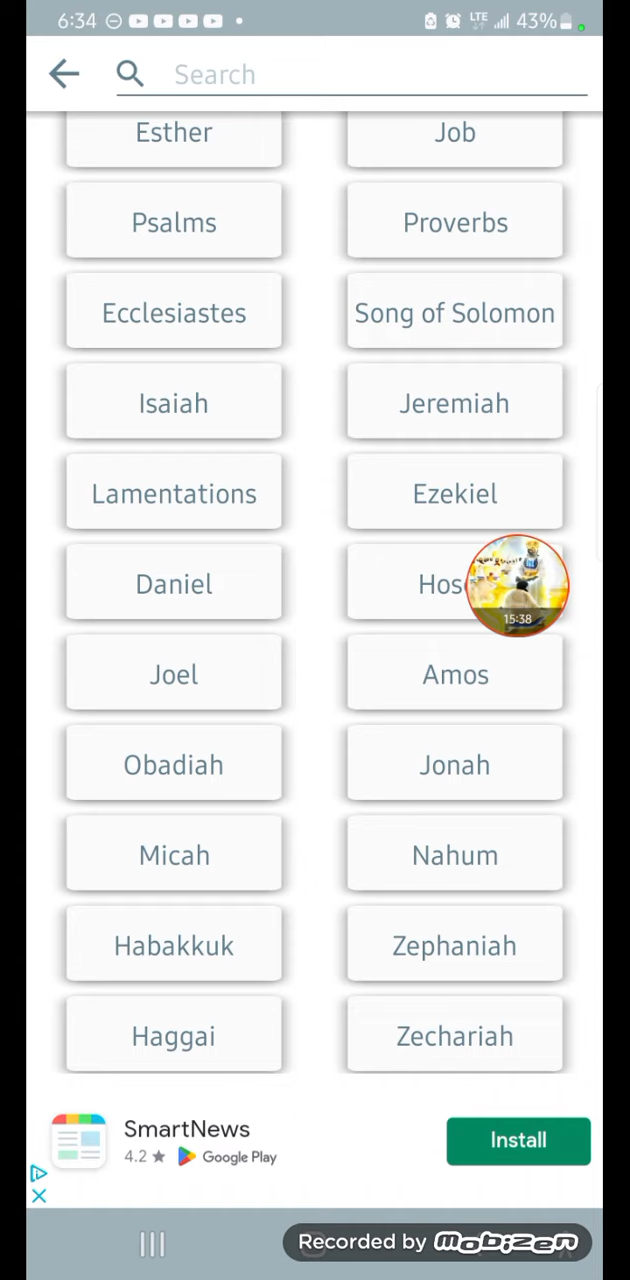 6:34 LTE 43%
Search
Esther Job
Psalms Proverbs
Ecclesiastes Song of Solomon
Isaiah Jeremiah
Lamentations Ezekiel
Daniel Hos
15:38
Joel Amos
Obadiah Jonah
Micah Nahum
Habakkuk Zephaniah
Haggai Zechariah
SmartNews
4.2 ★ Google Play
Install
Recorded by mobizen